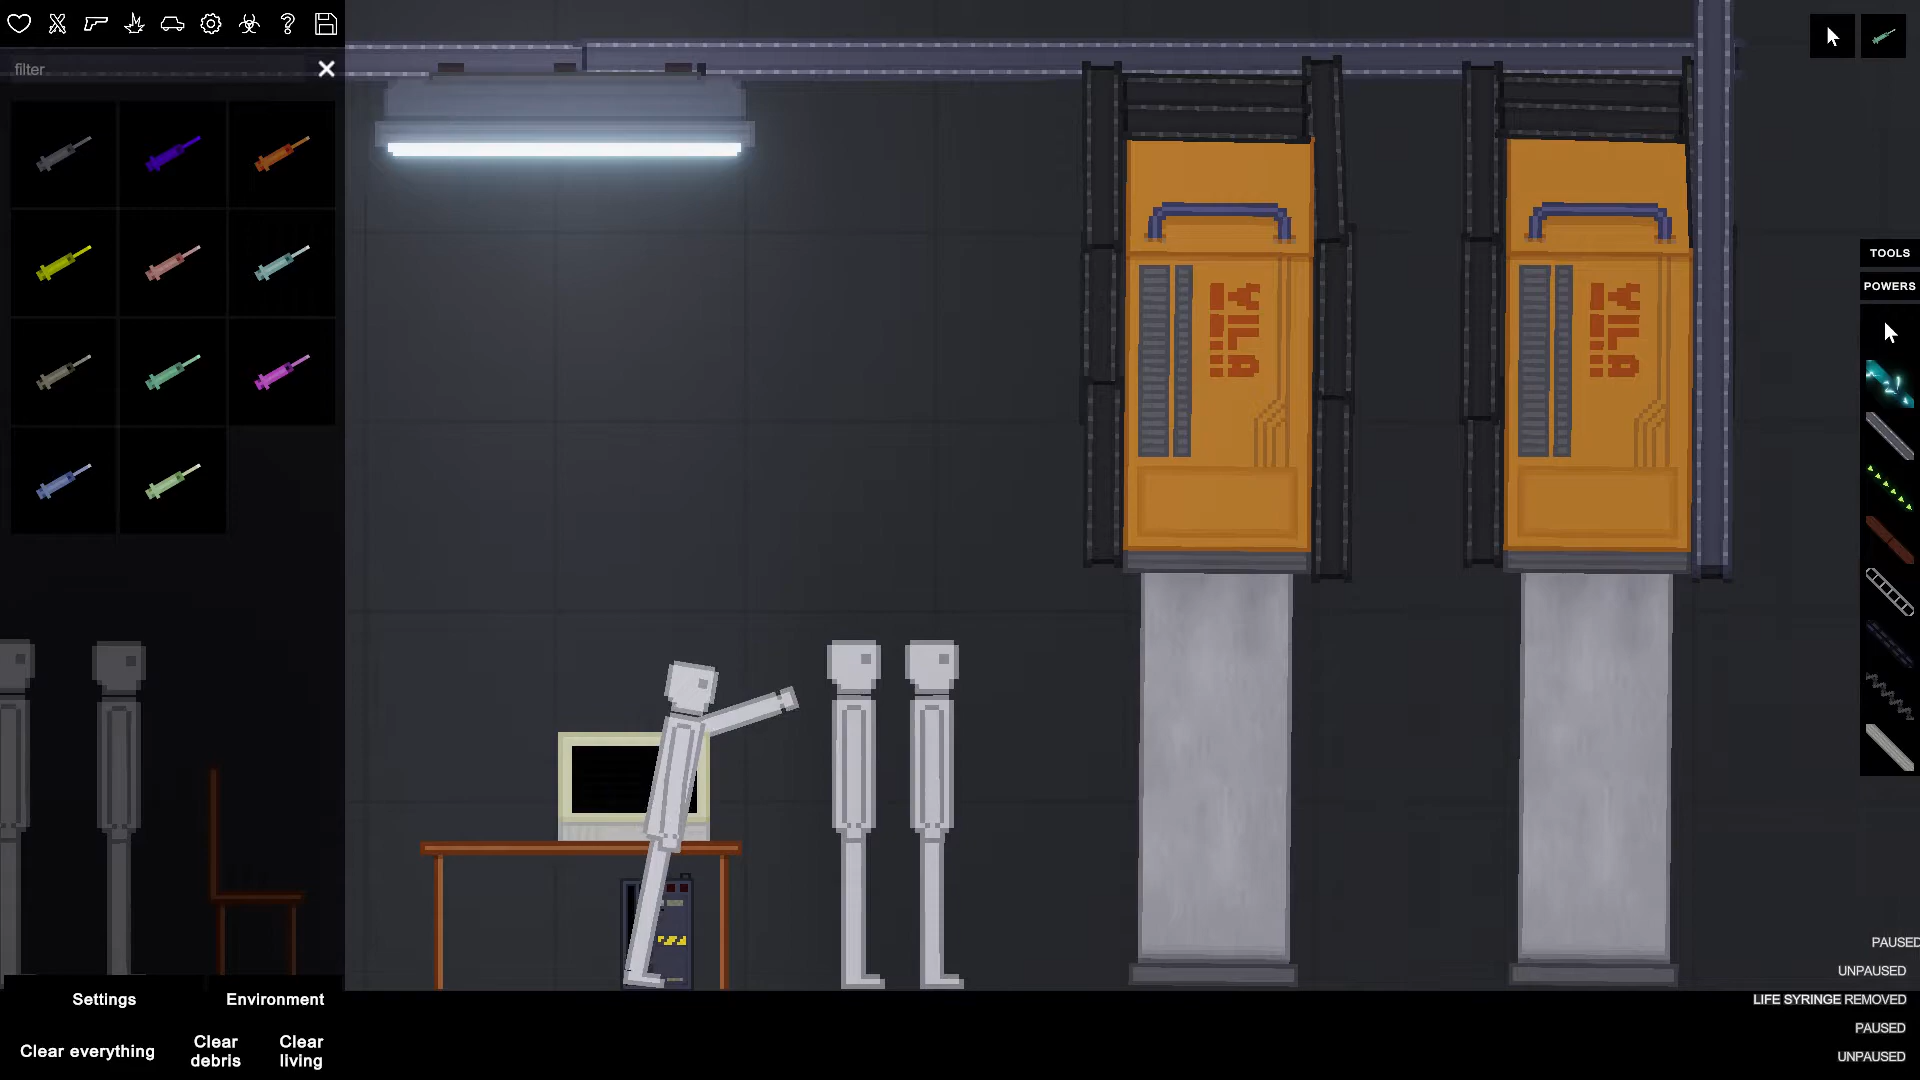 filter
TOOLS
POWERS
PAUSED
UNPAUSED
LIFE SYRINGE REMOVED
PAUSED
UNPAUSED
Settings
Environment
Clear everything
Clear debris
Clear living